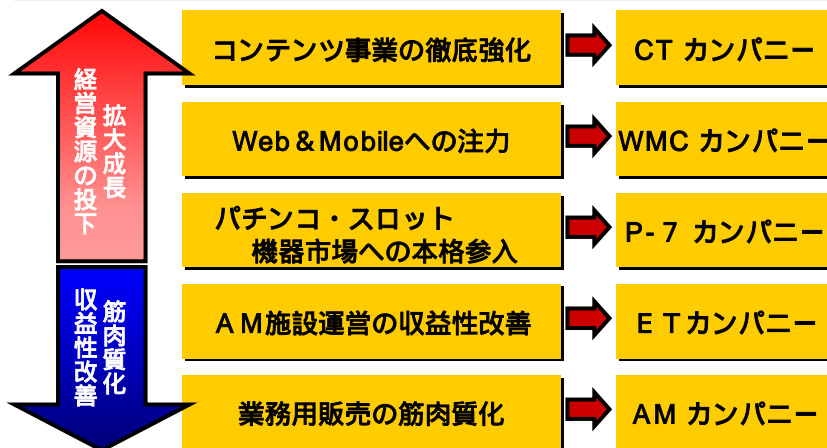 拡大成長
経営資源の投下
コンテンツ事業の徹底強化
CT カンパニー
Web＆Mobileへの注力
WMC カンパニー
パチンコ・スロット
機器市場への本格参入
P-７ カンパニー
筋肉質化
収益性改善
ＡＭ施設運営の収益性改善
ＥＴカンパニー
業務用販売の筋肉質化
AM カンパニー